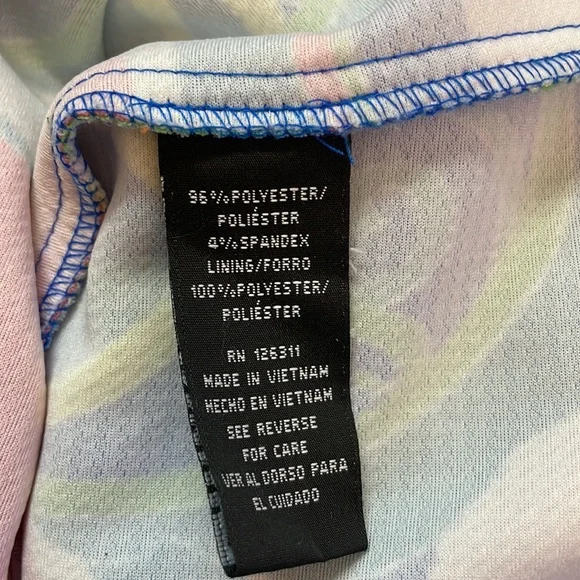 96%POLYESTER/
POLIÉSTER
4%SPANDEX
LINING/FORRO
100%POLYESTER/
POLIÉSTER
RN 126311
MADE IN VIETNAM
HECHO EN VIETNAM
SEE REVERSE
FOR CARE
VER AL DORSO PARA
EL CUIDADO